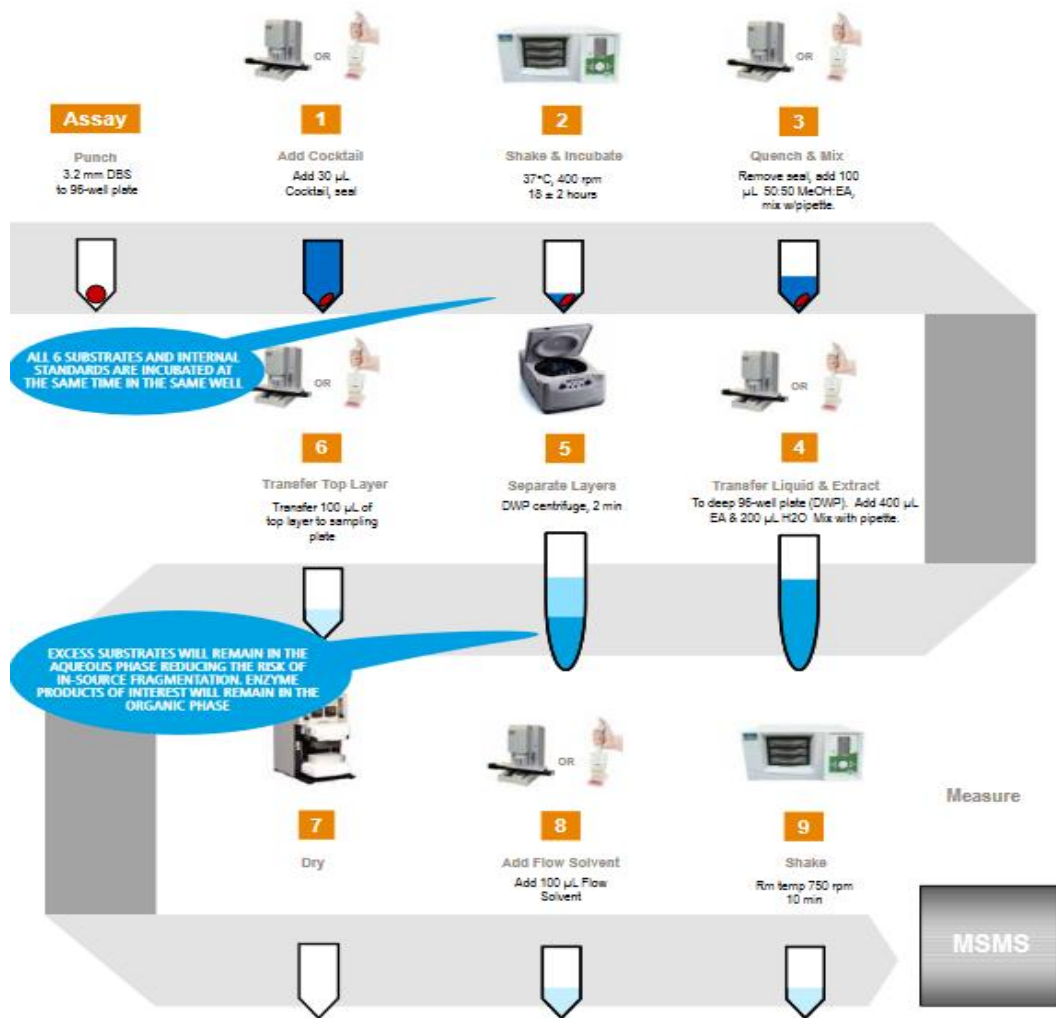 OR
OR
Assay
1
2
3
Punch
3.2 mm DBS
to 96-well plate
Add Cocktail
Add 30 µL
Cocktail, seal
Shake & Incubate
37°C, 400 rpm
18 ± 2 hours
Quench & Mix
Remove seal, add 100
µL 50:50 MeOH:EA,
mix w/pipette.
ALL 6 SUBSTRATES AND INTERNAL
STANDARDS ARE INCUBATED AT
THE SAME TIME IN THE SAME WELL
OR
OR
6
5
4
Transfer Top Layer
Transfer 100 µL of
top layer to sampling
plate
Separate Layers
DWP centrifuge, 2 min
Transfer Liquid & Extract
To deep 96-well plate (DWP). Add 400 µL
EA & 200 µL H2O Mix with pipette.
EXCESS SUBSTRATES WILL REMAIN IN THE
AQUEOUS PHASE REDUCING THE RISK OF
IN-SOURCE FRAGMENTATION. ENZYME
PRODUCTS OF INTEREST WILL REMAIN IN THE
ORGANIC PHASE
OR
7
8
9
Dry
Add Flow Solvent
Add 100 µL Flow
Solvent
Shake
Rm temp 750 rpm
10 min
Measure
MSMS